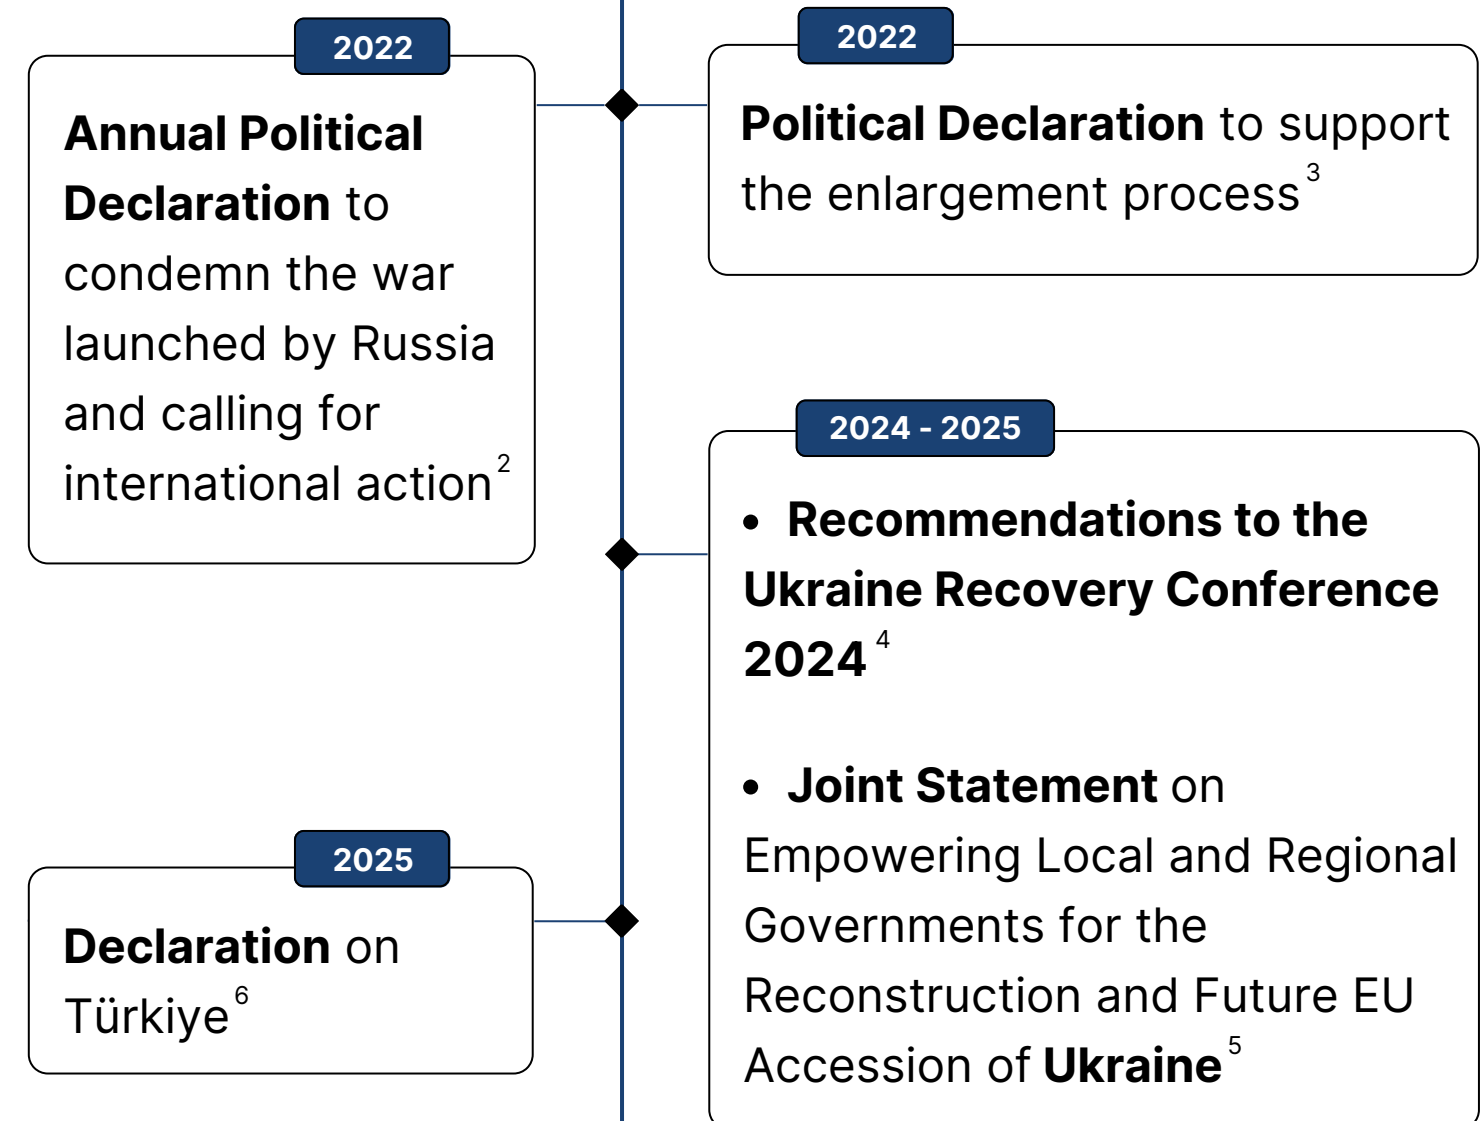 2022
Annual Political
Declaration to
condemn the war
launched by Russia
and calling for
international action 2
2022
Political Declaration to support
the enlargement process 3
2024 - 2025
• Recommendations to the
Ukraine Recovery Conference
2024 4
• Joint Statement on
Empowering Local and Regional
Governments for the
Reconstruction and Future EU
Accession of Ukraine 5
2025
Declaration on
Türkiye 6